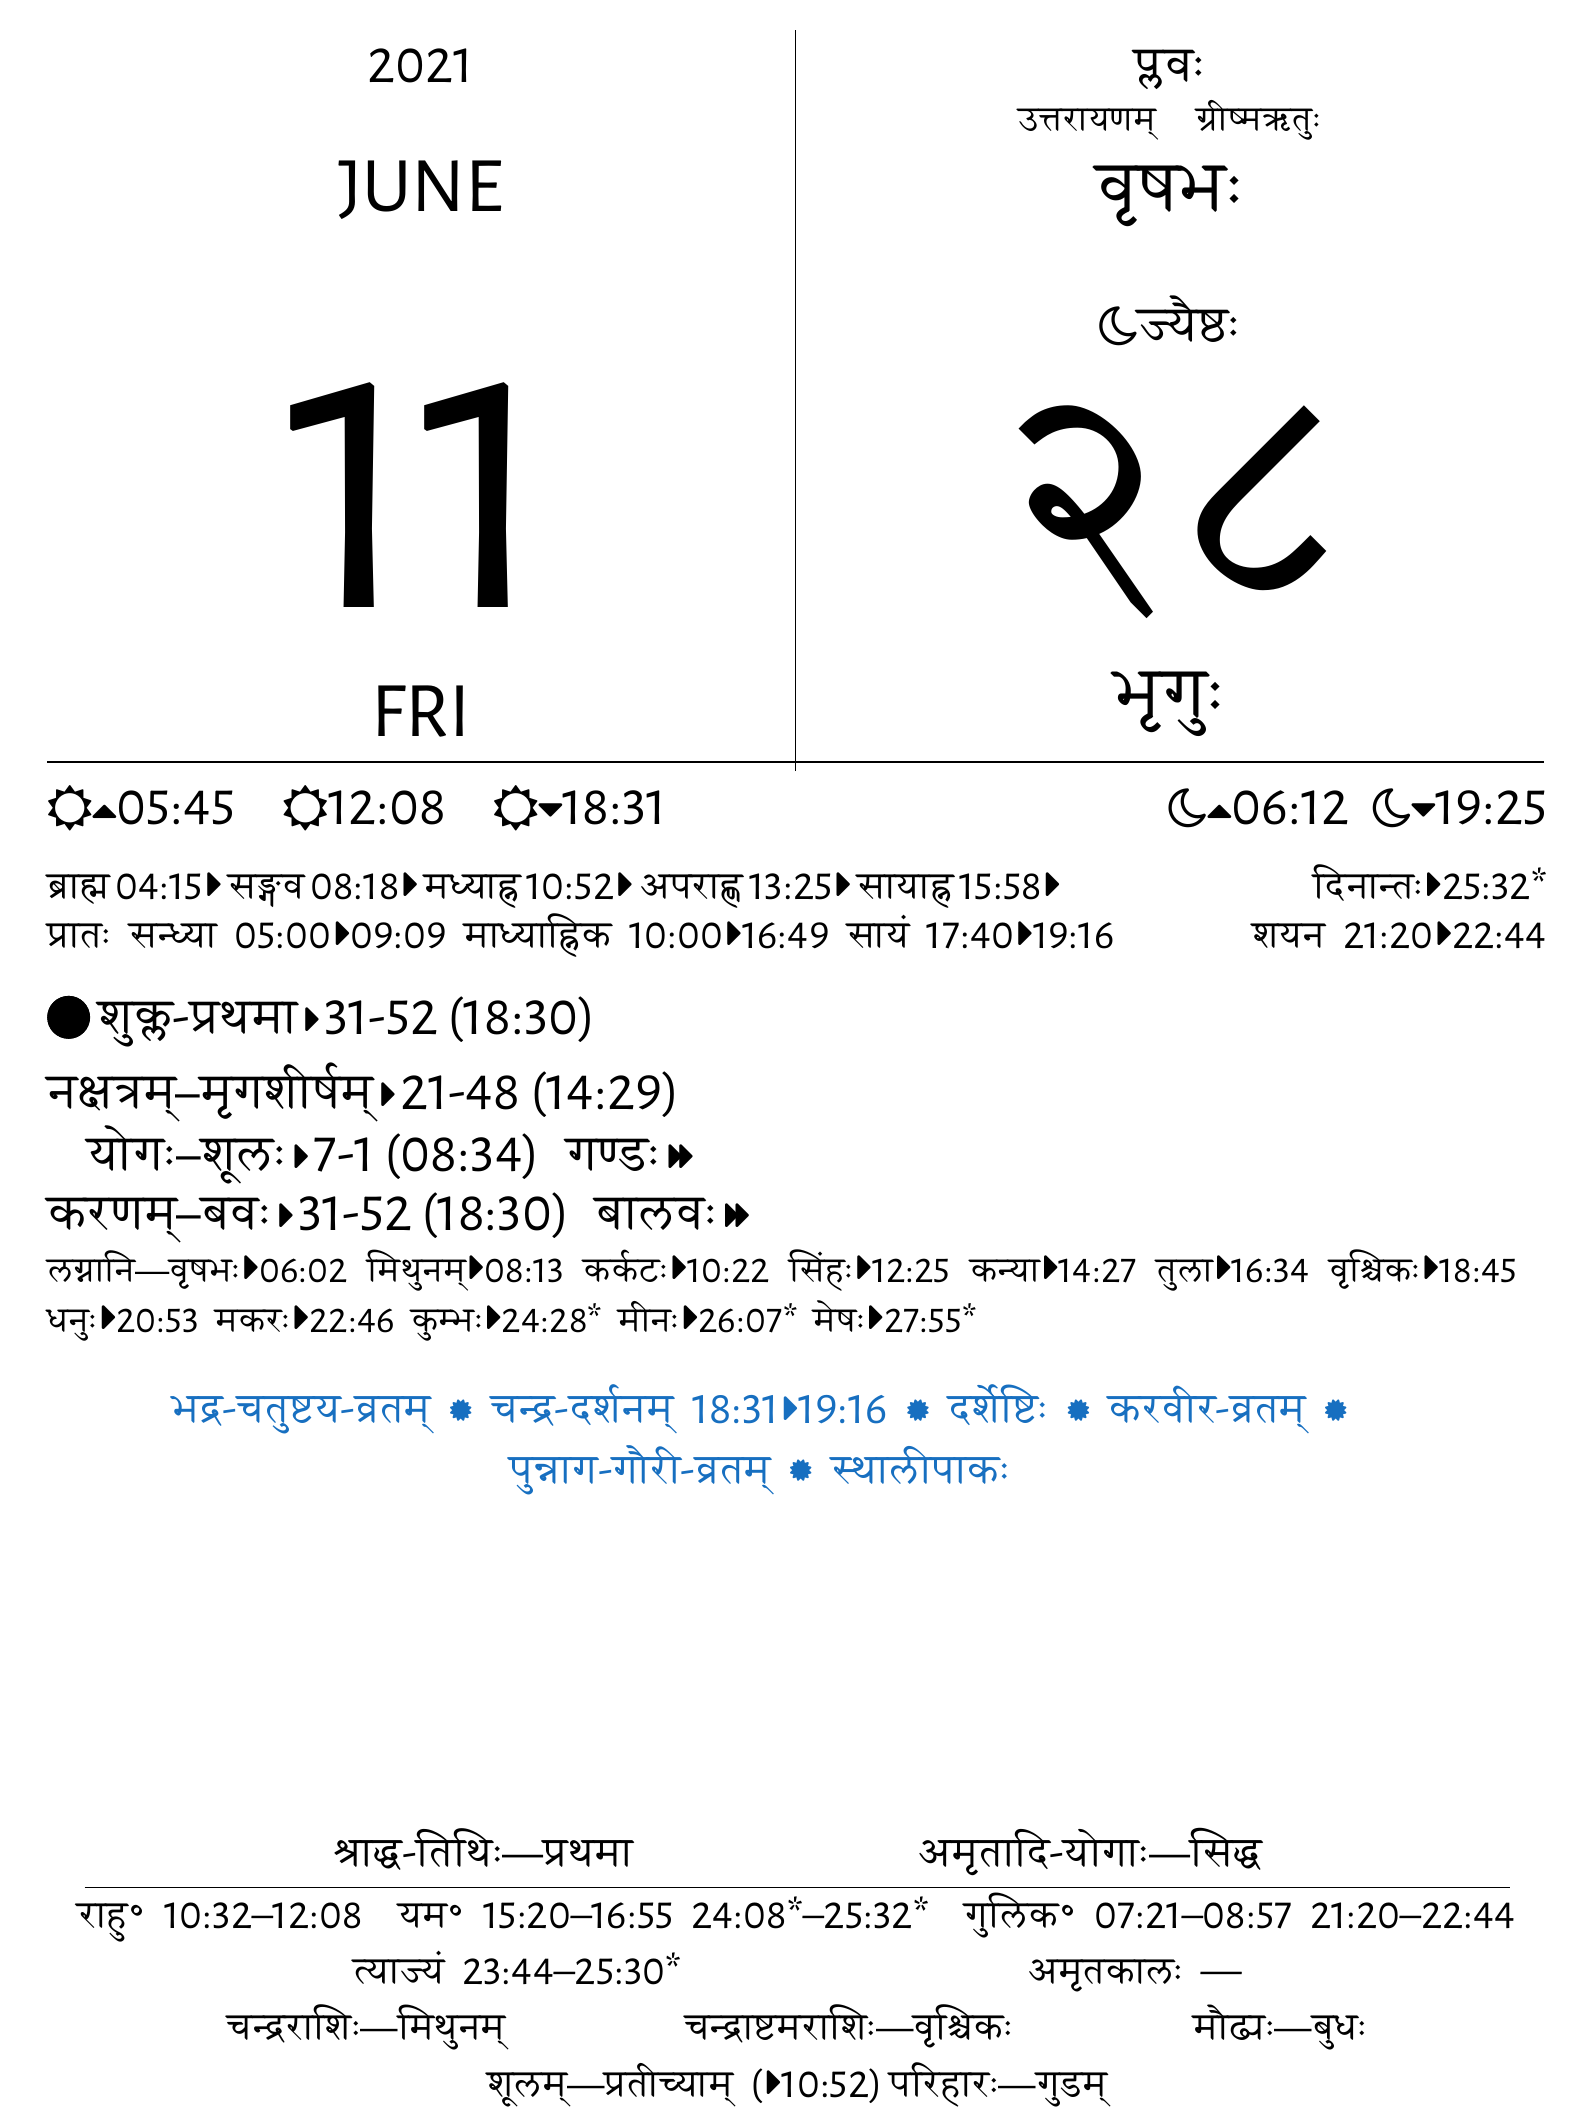 2021
JUNE
11
FRI
प्लवः
उत्तरायणम् ग्रीष्मऋतुः
वृषभः
ज्यैष्ठः
२८
भृगुः
05:45 12:08 18:31 06:12 19:25
ब्राह्म 04:15 सङ्गव 08:18 मध्याह्न 10:52 अपराह्ण 13:25 सायाह्न 15:58 दिनान्तः 25:32*
प्रातः सन्ध्या 05:00 09:09 माध्याह्निक 10:00 16:49 सायं 17:40 19:16 शयन 21:20 22:44
शुक्ल-प्रथमा 31-52 (18:30)
नक्षत्रम्–मृगशीर्षम् 21-48 (14:29)
योगः–शूलः 7-1 (08:34) गण्डः
करणम्–बवः 31-52 (18:30) बालवः
लग्नानि—वृषभः 06:02 मिथुनम् 08:13 कर्कटः 10:22 सिंहः 12:25 कन्या 14:27 तुला 16:34 वृश्चिकः 18:45
धनुः 20:53 मकरः 22:46 कुम्भः 24:28* मीनः 26:07* मेषः 27:55*
भद्र-चतुष्टय-व्रतम् ✹ चन्द्र-दर्शनम् 18:31 19:16 ✹ दर्शेष्टिः ✹ करवीर-व्रतम् ✹
पुन्नाग-गौरी-व्रतम् ✹ स्थालीपाकः
श्राद्ध-तिथिः—प्रथमा अमृतादि-योगाः—सिद्ध
राहु° 10:32–12:08 यम° 15:20–16:55 24:08*–25:32* गुलिक° 07:21–08:57 21:20–22:44
त्याज्यं 23:44–25:30* अमृतकालः —
चन्द्रराशिः—मिथुनम् चन्द्राष्टमराशिः—वृश्चिकः मौढ्यः—बुधः
शूलम्—प्रतीच्याम् (10:52) परिहारः—गुडम्